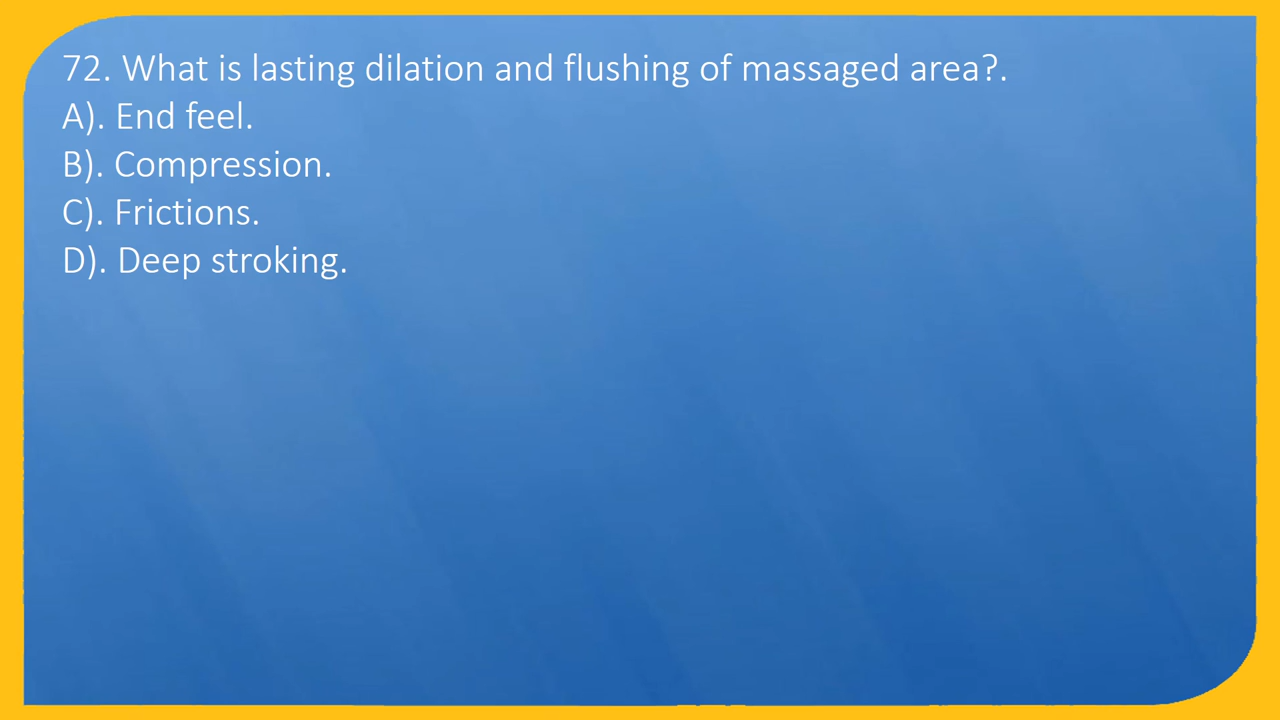 72. What is lasting dilation and flushing of massaged area?.
A). End feel.
B). Compression.
C). Frictions.
D). Deep stroking.